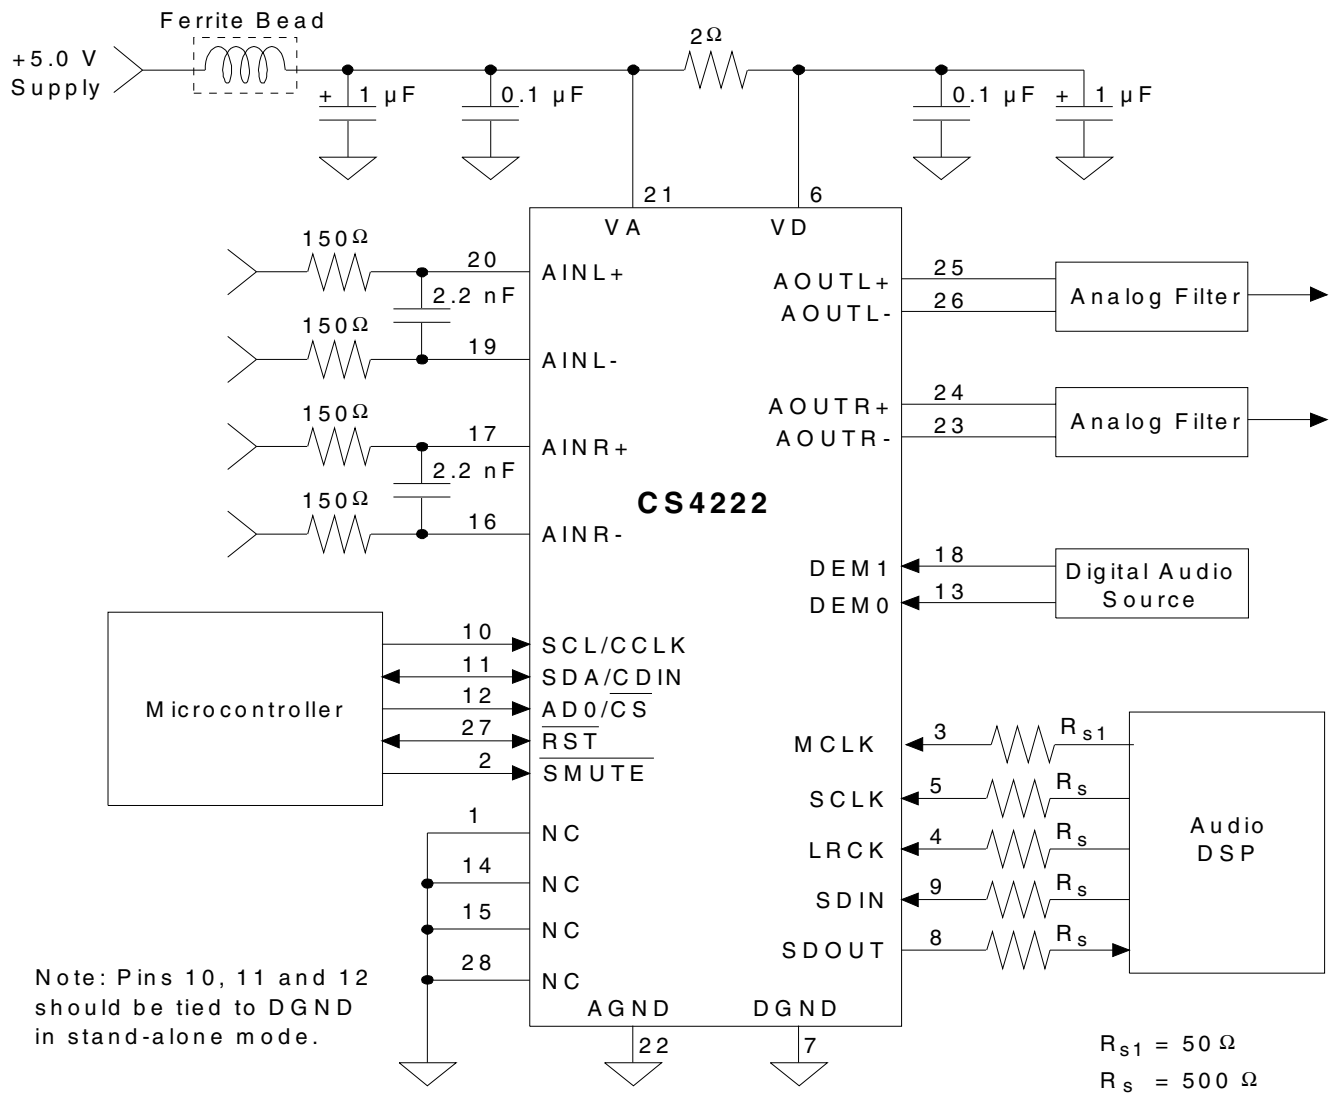 Ferrite Bead
+5.0 V
Supply
+ 1 µF
0.1 µF
2Ω
0.1 µF
+ 1 µF
21
6
VA
VD
150Ω
20
AINL+
2.2 nF
150Ω
19
AINL-
150Ω
17
AINR+
2.2 nF
150Ω
16
AINR-
CS4222
AOUTL+
25
AOUTL-
26
Analog Filter
AOUTR+
24
AOUTR-
23
Analog Filter
DEM1
18
DEM0
13
Digital Audio
Source
Microcontroller
10
SCL/CCLK
11
SDA/CDIN
12
AD0/CS
27
RST
2
SMUTE
1
NC
14
NC
15
NC
28
NC
MCLK
3
Rs1
SCLK
5
Rs
LRCK
4
Rs
SDIN
9
Rs
SDOUT
8
Rs
Audio
DSP
AGND
DGND
22
7
Note: Pins 10, 11 and 12
should be tied to DGND
in stand-alone mode.
Rs1 = 50 Ω
Rs = 500 Ω